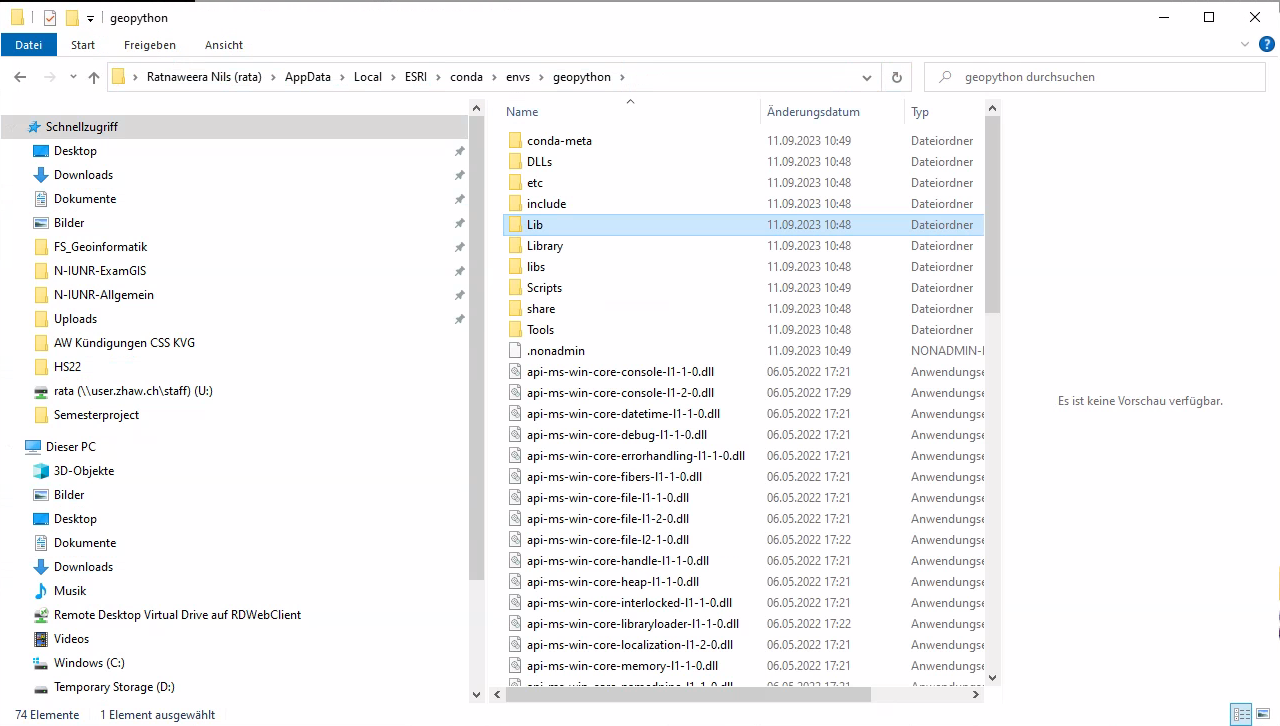 geopython
Datei Start Freigeben Ansicht
Ratnaweera Nils (rata) AppData Local ESRI conda envs geopython geopython durchsuchen
Schnellzugriff
Desktop
Downloads
Dokumente
Bilder
FS_Geoinformatik
N-IUNR-ExamGIS
N-IUNR-Allgemein
Uploads
AW Kündigungen CSS KVG
HS22
rata (\\user.zhaw.ch\staff) (U:)
Semesterproject
Dieser PC
3D-Objekte
Bilder
Desktop
Dokumente
Downloads
Musik
Remote Desktop Virtual Drive auf RDWebClient
Videos
Windows (C:)
Temporary Storage (D:)
Name Änderungsdatum Typ
conda-meta 11.09.2023 10:49 Dateiordner
DLLs 11.09.2023 10:48 Dateiordner
etc 11.09.2023 10:48 Dateiordner
include 11.09.2023 10:48 Dateiordner
Lib 11.09.2023 10:48 Dateiordner
Library 11.09.2023 10:48 Dateiordner
libs 11.09.2023 10:48 Dateiordner
Scripts 11.09.2023 10:49 Dateiordner
share 11.09.2023 10:48 Dateiordner
Tools 11.09.2023 10:48 Dateiordner
.nonadmin 11.09.2023 10:49 NONADMIN-
api-ms-win-core-console-l1-1-0.dll 06.05.2022 17:21 Anwendungse
api-ms-win-core-console-l1-2-0.dll 06.05.2022 17:29 Anwendungse
api-ms-win-core-datetime-l1-1-0.dll 06.05.2022 17:21 Anwendungse
api-ms-win-core-debug-l1-1-0.dll 06.05.2022 17:21 Anwendungse
api-ms-win-core-errorhandling-l1-1-0.dll 06.05.2022 17:21 Anwendungse
api-ms-win-core-fibers-l1-1-0.dll 06.05.2022 17:21 Anwendungse
api-ms-win-core-file-l1-1-0.dll 06.05.2022 17:21 Anwendungse
api-ms-win-core-file-l1-2-0.dll 06.05.2022 17:21 Anwendungse
api-ms-win-core-file-l2-1-0.dll 06.05.2022 17:22 Anwendungse
api-ms-win-core-handle-l1-1-0.dll 06.05.2022 17:21 Anwendungse
api-ms-win-core-heap-l1-1-0.dll 06.05.2022 17:21 Anwendungse
api-ms-win-core-interlocked-l1-1-0.dll 06.05.2022 17:21 Anwendungse
api-ms-win-core-libraryloader-l1-1-0.dll 06.05.2022 17:22 Anwendungse
api-ms-win-core-localization-l1-2-0.dll 06.05.2022 17:21 Anwendungse
api-ms-win-core-memory-l1-1-0.dll 06.05.2022 17:21 Anwendungse
Es ist keine Vorschau verfügbar.
74 Elemente 1 Element ausgewählt